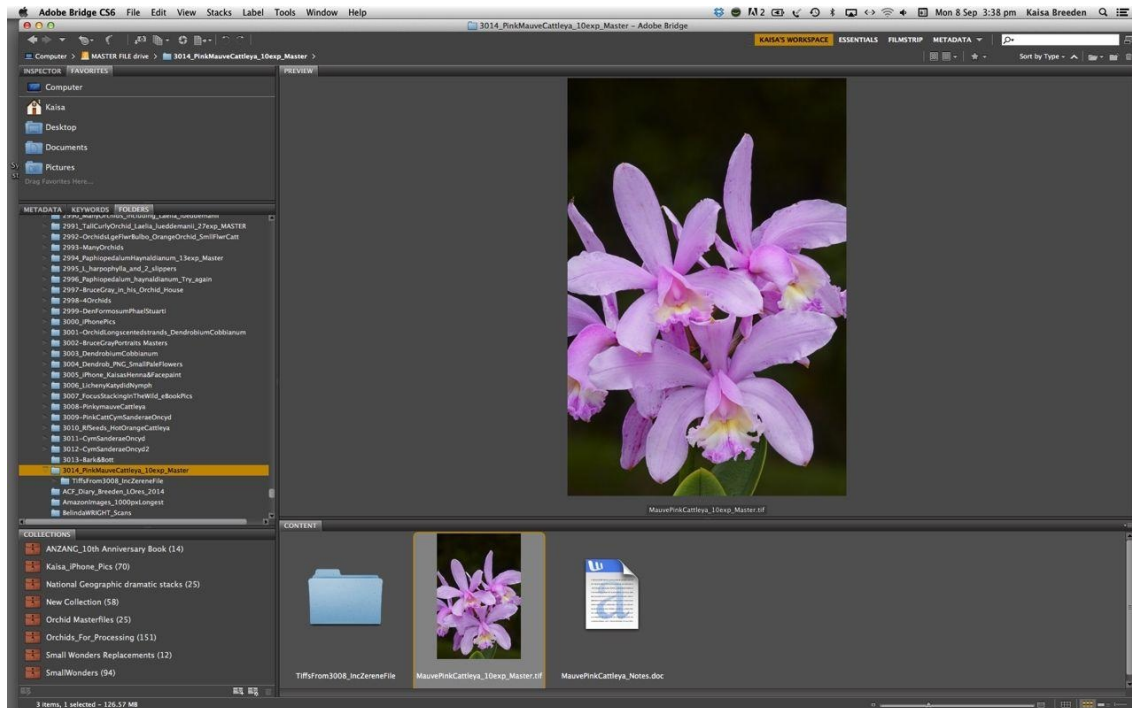 Adobe Bridge CS6 File Edit View Stacks Label Tools Window Help 2 Mon 8 Sep 3:38 pm Kaisa Breeden
3014_PinkMauveCattleya_10exp_Master – Adobe Bridge
KAISA'S WORKSPACE ESSENTIALS FILMSTRIP METADATA
Computer > MASTER FILE drive > 3014_PinkMauveCattleya_10exp_Master > Sort by Type
INSPECTOR FAVORITES
Computer
Kaisa
Desktop
Documents
Pictures
Drag Favorites Here...
METADATA KEYWORDS FOLDERS
2990_ManyOrchids_Including_Laelia_lueddemanii
2991_TallCurlyOrchid_Laelia_lueddemanii_27exp_MASTER
2992-OrchidsLgeFlwrBulbo_OrangeOrchid_SmllFlwrCatt
2993-ManyOrchids
2994_PaphiopedalumHaynaldianum_13exp_Master
2995_L_harpophylla_and_2_slippers
2996_Paphiopedalum_haynaldianum_Try_again
2997-BruceGray_in_his_Orchid_House
2998-4Orchids
2999-DenFormosumPhaelStuarti
3000_iPhonePics
3001-OrchidLongscentedstrands_DendrobiumCobbianum
3002-BruceGrayPortraits Masters
3003_DendrobiumCobbianum
3004_Dendrob_PNG_SmallPaleFlowers
3005_iPhone_KaisasHenna&Facepaint
3006_LichenyKatydidNymph
3007_FocusStackingInTheWild_eBookPics
3008-PinkymauveCattleya
3009-PinkCattCymSanderaeOncyd
3010_RfSeeds_HotOrangeCattleya
3011-CymSanderaeOncyd
3012-CymSanderaeOncyd2
3013-Bark&Bott
3014_PinkMauveCattleya_10exp_Master
TiffsFrom3008_IncZereneFile
ACF_Diary_Breeden_LOres_2014
AmazonImages_1000pxLongest
BelindaWRIGHT_Scans
COLLECTIONS
ANZANG_10th Anniversary Book (14)
Kaisa_iPhone_Pics (70)
National Geographic dramatic stacks (25)
New Collection (58)
Orchid Masterfiles (25)
Orchids_For_Processing (151)
Small Wonders Replacements (12)
SmallWonders (94)
3 items, 1 selected – 126.57 MB
PREVIEW
MauvePinkCattleya_10exp_Master.tif
CONTENT
TiffsFrom3008_IncZereneFile
MauvePinkCattleya_10exp_Master.tif
MauvePinkCattleya_Notes.doc